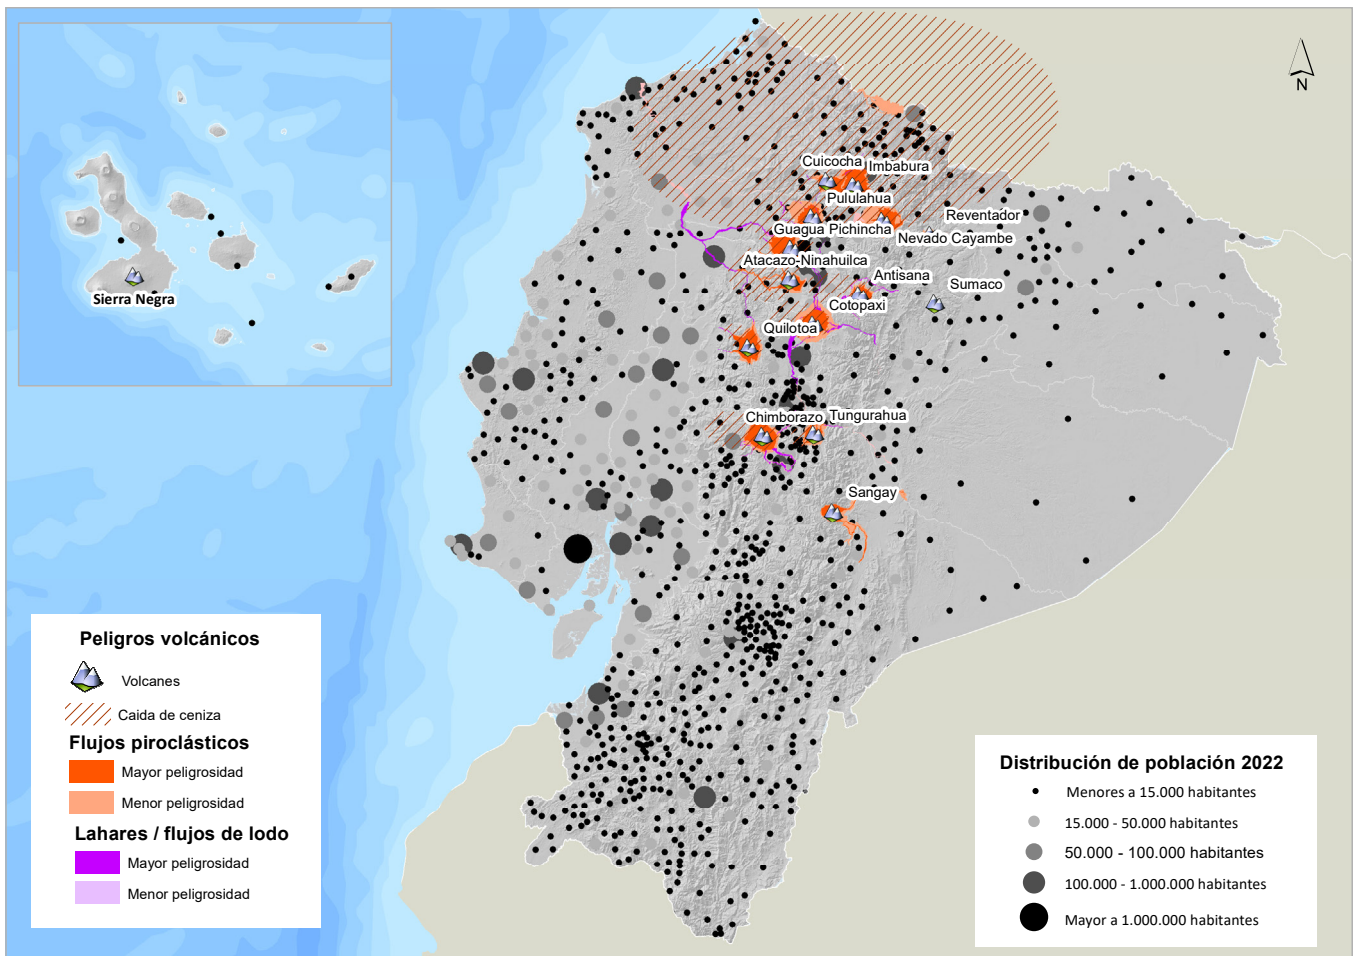 N
Cuicocha
Imbabura
Pululahua
Reventador
Guagua Pichincha
Nevado Cayambe
Atacazo-Ninahuilca
Antisana
Sumaco
Cotopaxi
Quilotoa
Chimborazo
Tungurahua
Sangay
Sierra Negra
Peligros volcánicos
Volcanes
Caida de ceniza
Flujos piroclásticos
Mayor peligrosidad
Menor peligrosidad
Lahares / flujos de lodo
Mayor peligrosidad
Menor peligrosidad
Distribución de población 2022
Menores a 15.000 habitantes
15.000 - 50.000 habitantes
50.000 - 100.000 habitantes
100.000 - 1.000.000 habitantes
Mayor a 1.000.000 habitantes